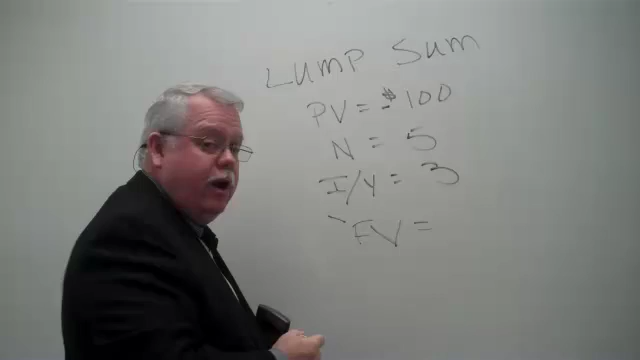 LUMP SUM
PV = $100
N = 5
I/Y = 3
FV =